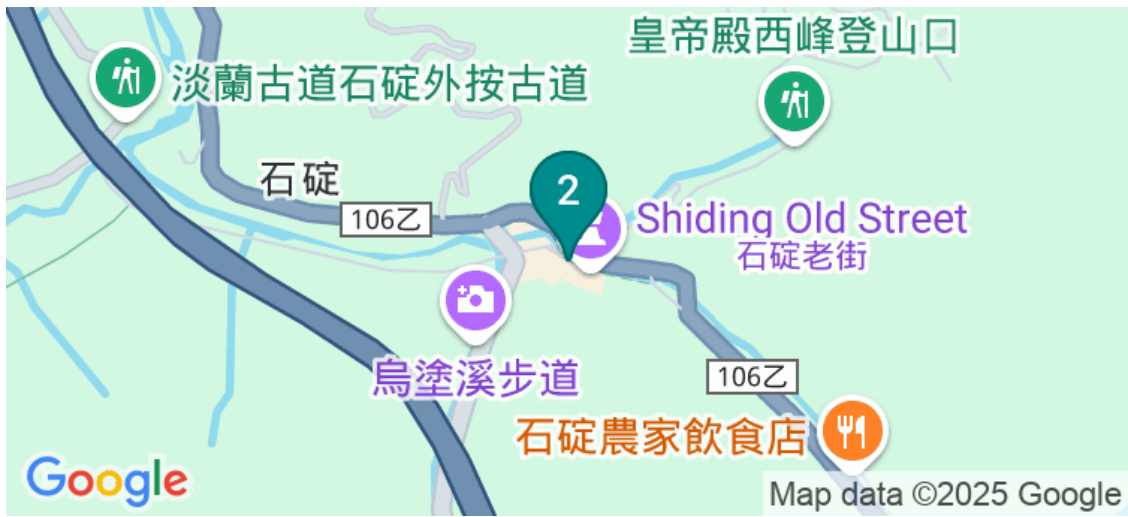 皇帝殿西峰登山口
淡蘭古道石碇外按古道
石碇
2
106乙
Shiding Old Street
石碇老街
烏塗溪步道
106乙
石碇農家飲食店
Google
Map data ©2025 Google